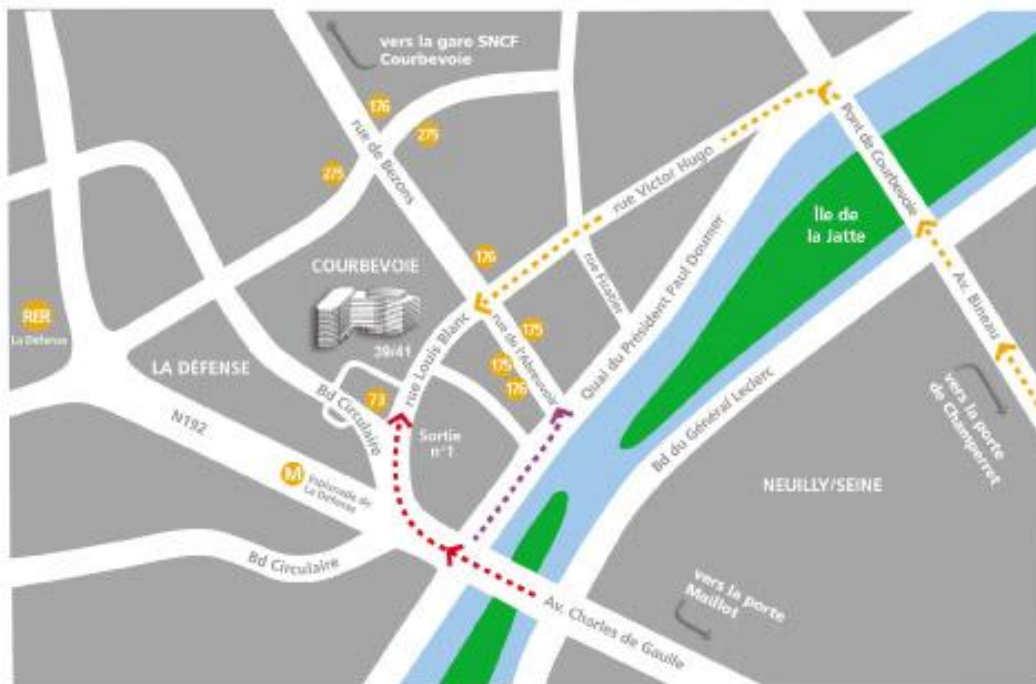 vers la gare SNCF
Courbevoie
176
275
275
rue de Bezons
Pont de Courbevoie
rue Victor Hugo
Île de
la Jatte
176
COURBEVOIE
rue Fizatier
Quai du Président Paul Doumer
Av. Bineau
RER
La Défense
39/41
rue Louis Blanc
rue de l'Abreuvoir
175
175
176
LA DÉFENSE
73
Bd Circulaire
N192
Sortie
n°1
Bd du Général Leclerc
vers la porte
de Champerret
M
Esplanade de
La Défense
NEUILLY/SEINE
Bd Circulaire
vers la porte
Maillot
Av. Charles de Gaulle